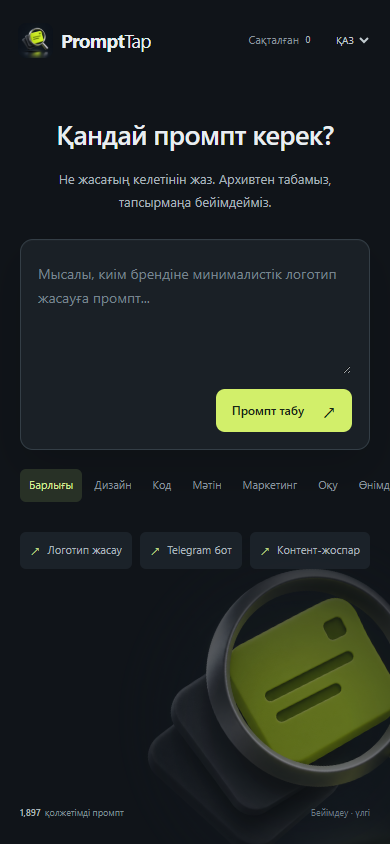 PromptTap
Сақталған 0
ҚАЗ
Қандай промпт керек?
Не жасағың келетінін жаз. Архивтен табамыз,
тапсырмаңа бейімдейміз.
Мысалы, киім брендіне минималистік логотип
жасауға промпт...
Промпт табу ↗
Барлығы Дизайн Код Мәтін Маркетинг Оқу Өнімд
↗ Логотип жасау ↗ Telegram бот ↗ Контент-жоспар
1,897 қолжетімді промпт
Бейімдеу · үлгі